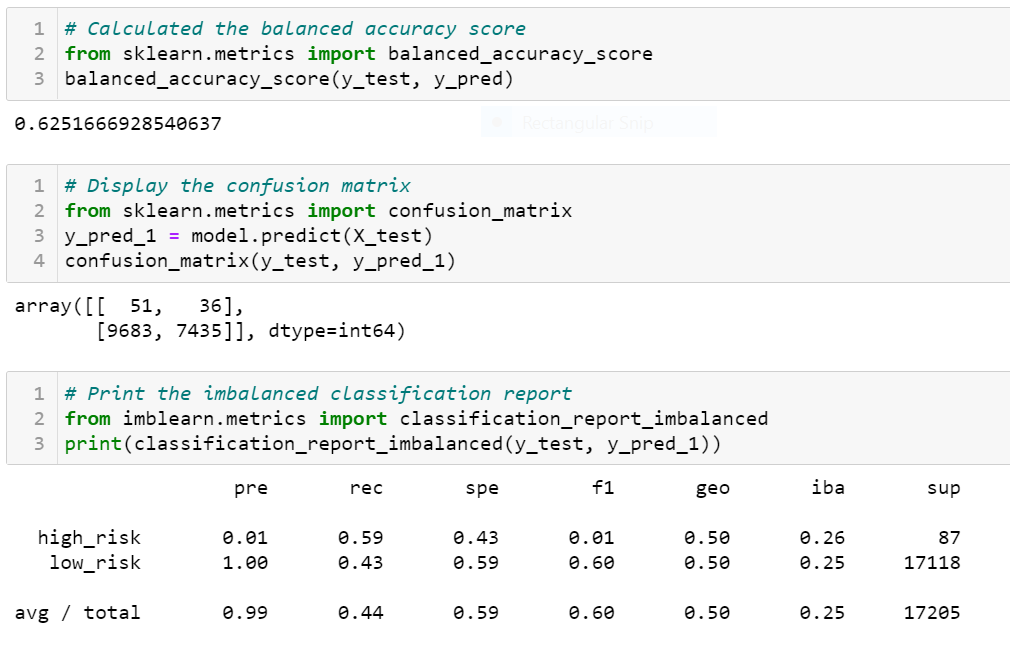 1 # Calculated the balanced accuracy score
2 from sklearn.metrics import balanced_accuracy_score
3 balanced_accuracy_score(y_test, y_pred)
0.6251666928540637
Rectangular Snip
1 # Display the confusion matrix
2 from sklearn.metrics import confusion_matrix
3 y_pred_1 = model.predict(X_test)
4 confusion_matrix(y_test, y_pred_1)
array([[  51,   36],
       [9683, 7435]], dtype=int64)
1 # Print the imbalanced classification report
2 from imblearn.metrics import classification_report_imbalanced
3 print(classification_report_imbalanced(y_test, y_pred_1))
pre rec spe f1 geo iba sup
high_risk 0.01 0.59 0.43 0.01 0.50 0.26 87
low_risk 1.00 0.43 0.59 0.60 0.50 0.25 17118
avg / total 0.99 0.44 0.59 0.60 0.50 0.25 17205